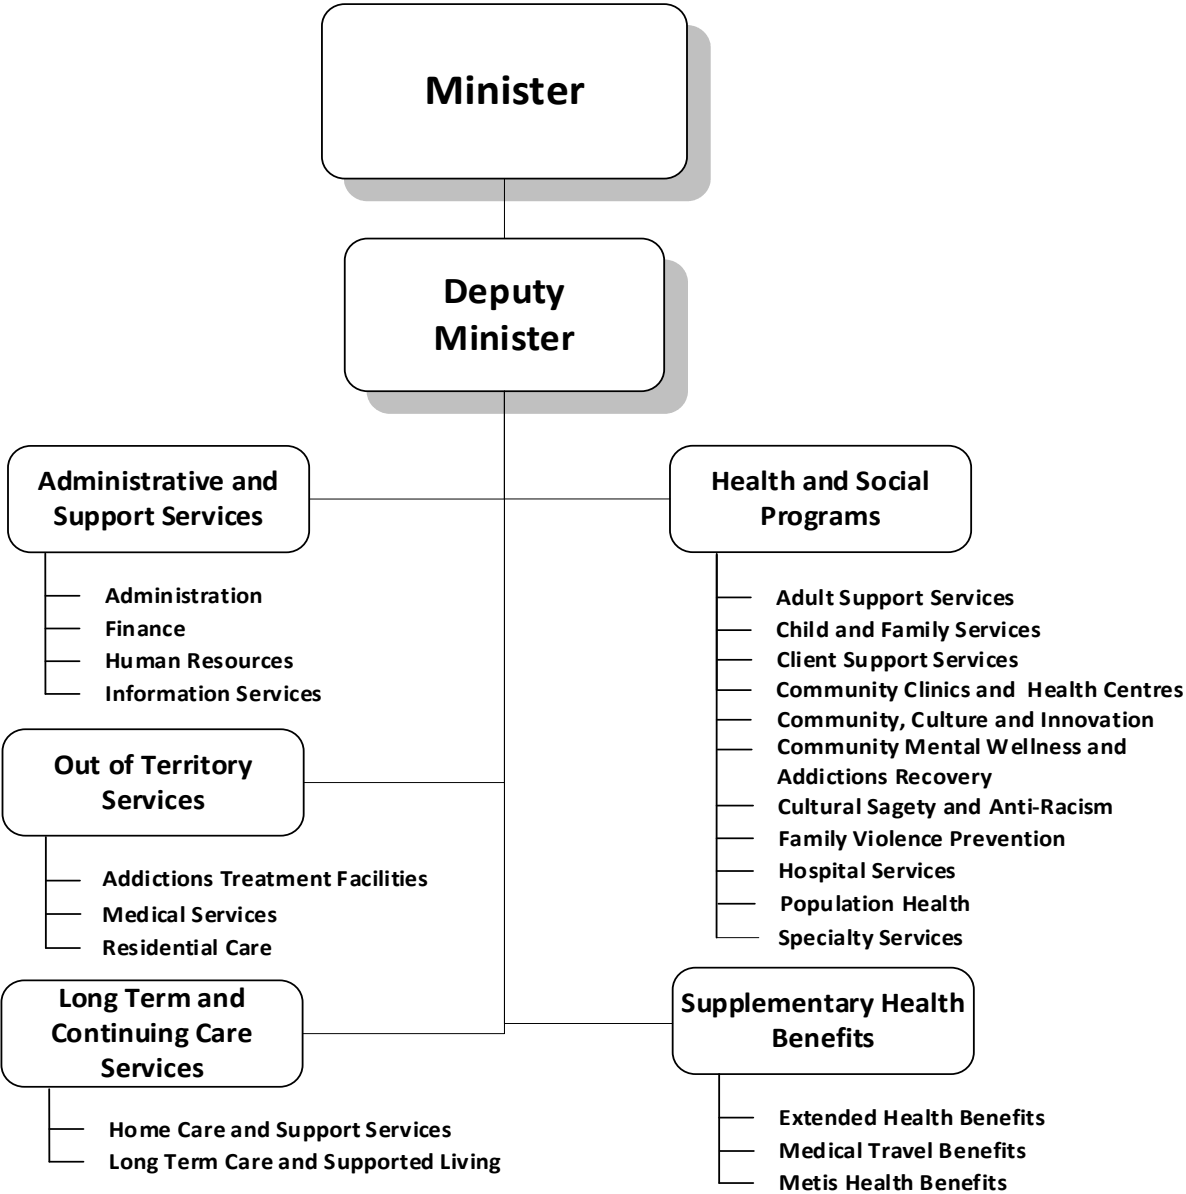 Minister
Deputy
Minister
Administrative and
Support Services
Administration
Finance
Human Resources
Information Services
Out of Territory
Services
Addictions Treatment Facilities
Medical Services
Residential Care
Long Term and
Continuing Care
Services
Home Care and Support Services
Long Term Care and Supported Living
Health and Social
Programs
Adult Support Services
Child and Family Services
Client Support Services
Community Clinics and Health Centres
Community, Culture and Innovation
Community Mental Wellness and
Addictions Recovery
Cultural Sagety and Anti-Racism
Family Violence Prevention
Hospital Services
Population Health
Specialty Services
Supplementary Health
Benefits
Extended Health Benefits
Medical Travel Benefits
Metis Health Benefits